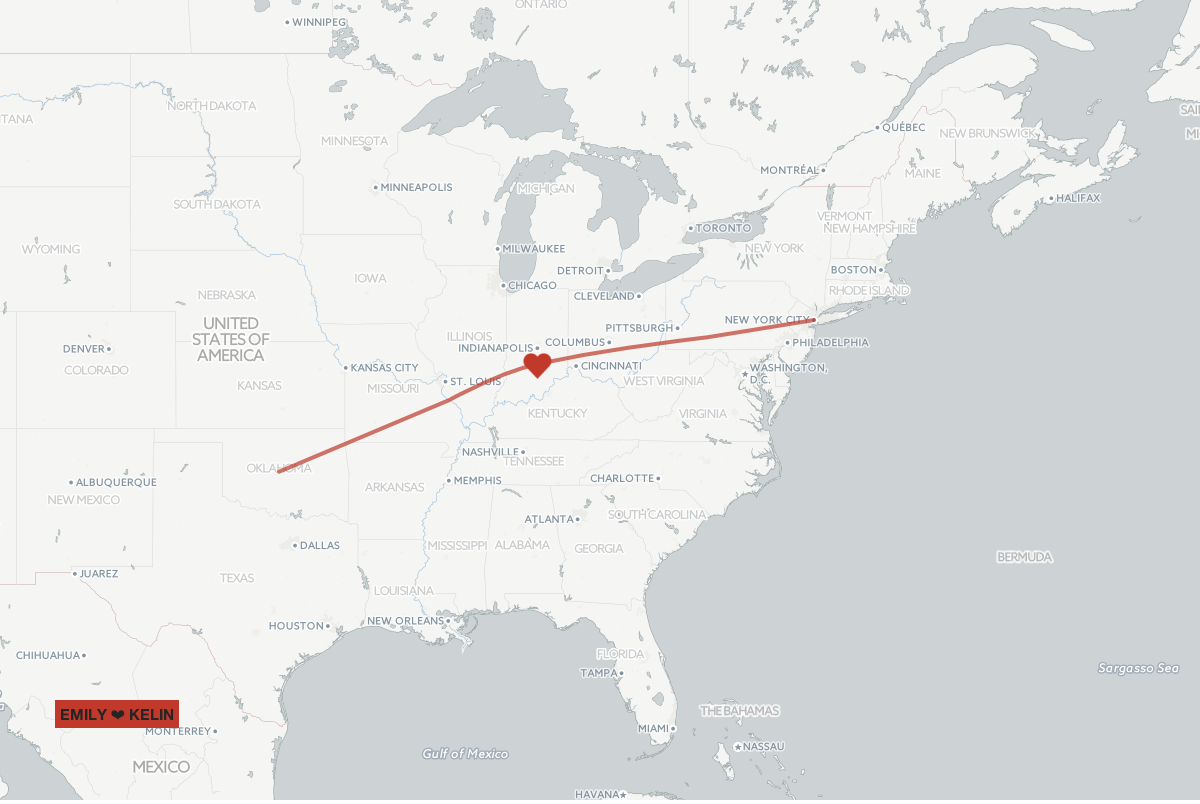 ONTARIO
WINNIPEG
NORTH DAKOTA
TANA
MINNESOTA
QUÉBEC
NEW BRUNSWICK
SAI
MI
MONTRÉAL
MAINE
MINNEAPOLIS
MICHIGAN
HALIFAX
SOUTH DAKOTA
VERMONT
NEW HAMPSHIRE
TORONTO
WYOMING
MILWAUKEE
NEW YORK
DETROIT
BOSTON
IOWA
CHICAGO
RHODE ISLAND
NEBRASKA
CLEVELAND
UNITED
STATES OF
AMERICA
NEW YORK CITY
PITTSBURGH
ILLINOIS
COLUMBUS
PHILADELPHIA
DENVER
INDIANAPOLIS
COLORADO
KANSAS CITY
CINCINNATI
WASHINGTON,
D.C.
KANSAS
MISSOURI
ST. LOUIS
WEST VIRGINIA
KENTUCKY
VIRGINIA
NASHVILLE
TENNESSEE
OKLAHOMA
ALBUQUERQUE
NEW MEXICO
ARKANSAS
MEMPHIS
CHARLOTTE
SOUTH CAROLINA
ATLANTA
DALLAS
MISSISSIPPI
ALABAMA
GEORGIA
BERMUDA
JUAREZ
TEXAS
LOUISIANA
HOUSTON
NEW ORLEANS
CHIHUAHUA
FLORIDA
TAMPA
Sargasso Sea
a
EMILY ❤ KELIN
MONTERREY
THE BAHAMAS
MIAMI
NASSAU
Gulf of Mexico
MEXICO
HAVANA